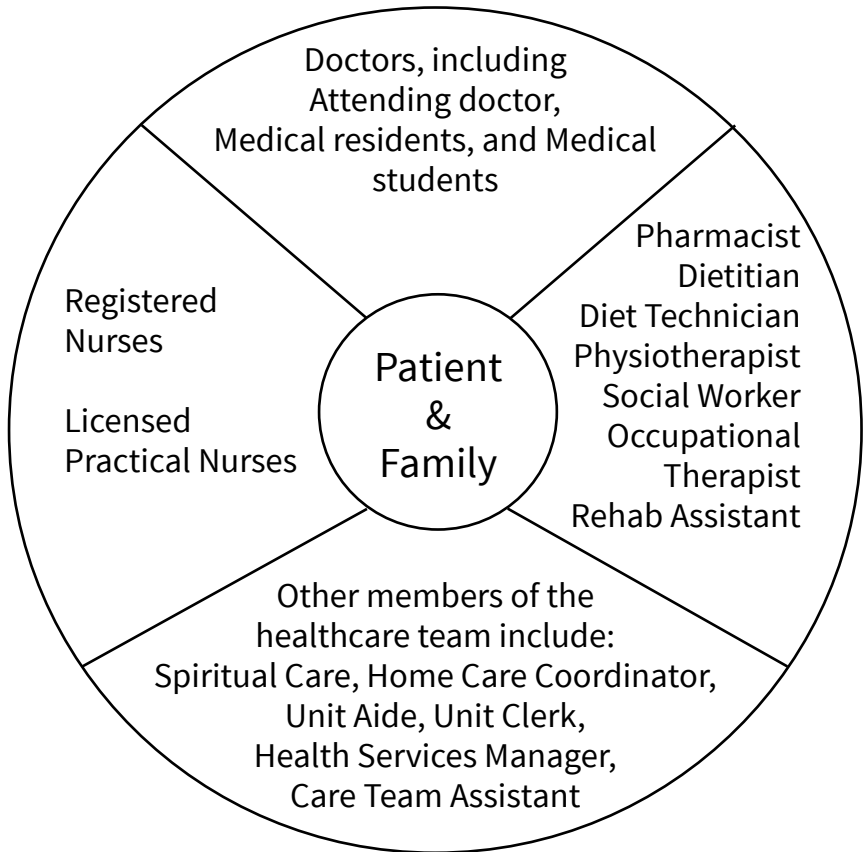 Doctors, including
Attending doctor,
Medical residents, and Medical
students
Registered
Nurses
Licensed
Practical Nurses
Patient
&
Family
Pharmacist
Dietitian
Diet Technician
Physiotherapist
Social Worker
Occupational
Therapist
Rehab Assistant
Other members of the
healthcare team include:
Spiritual Care, Home Care Coordinator,
Unit Aide, Unit Clerk,
Health Services Manager,
Care Team Assistant